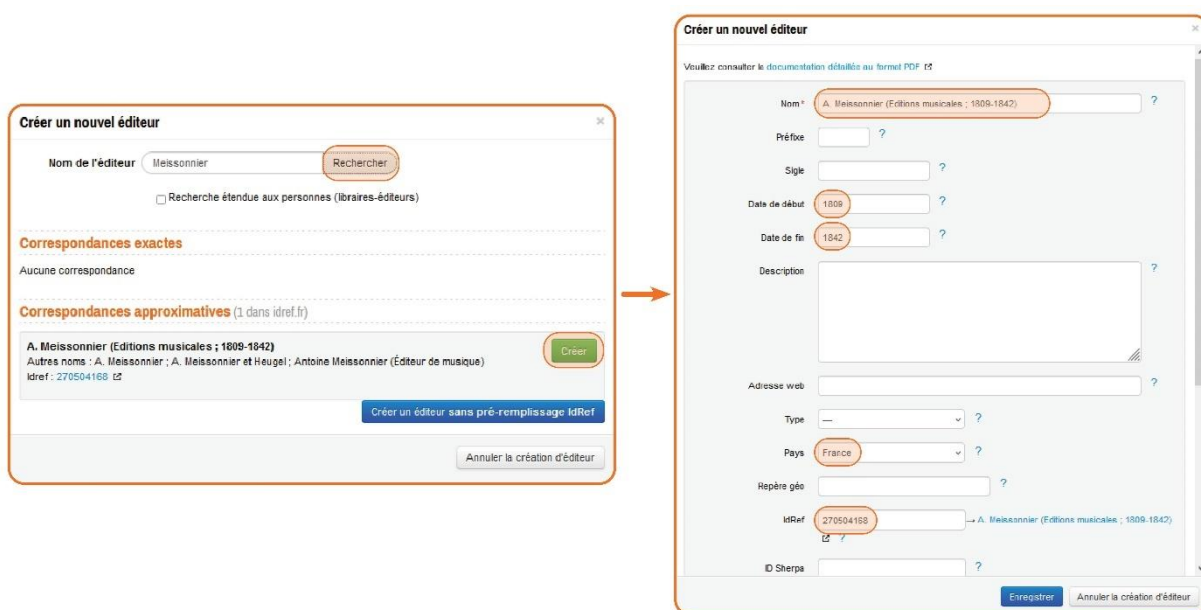 Créer un nouvel éditeur ×
Nom de l'éditeur Meissonnier Rechercher
Recherche étendue aux personnes (libraires-éditeurs)
Correspondances exactes
Aucune correspondance
Correspondances approximatives (1 dans idref.fr)
A. Meissonnier (Editions musicales ; 1809-1842)
Autres noms : A. Meissonnier ; A. Meissonnier et Heugel ; Antoine Meissonnier (Éditeur de musique)
Idref : 270504168
Créer
Créer un éditeur sans pré-remplissage IdRef
Annuler la création d'éditeur
Créer un nouvel éditeur ×
Veuillez consulter la documentation détaillée au format PDF
Nom* A. Meissonnier (Editions musicales ; 1809-1842) ?
Préfixe ?
Sigle ?
Date de début 1809 ?
Date de fin 1842 ?
Description ?
Adresse web ?
Type — ?
Pays France ?
Repère géo ?
IdRef 270504168 → A. Meissonnier (Editions musicales ; 1809-1842)
?
ID Sherpa ?
Enregistrer Annuler la création d'éditeur